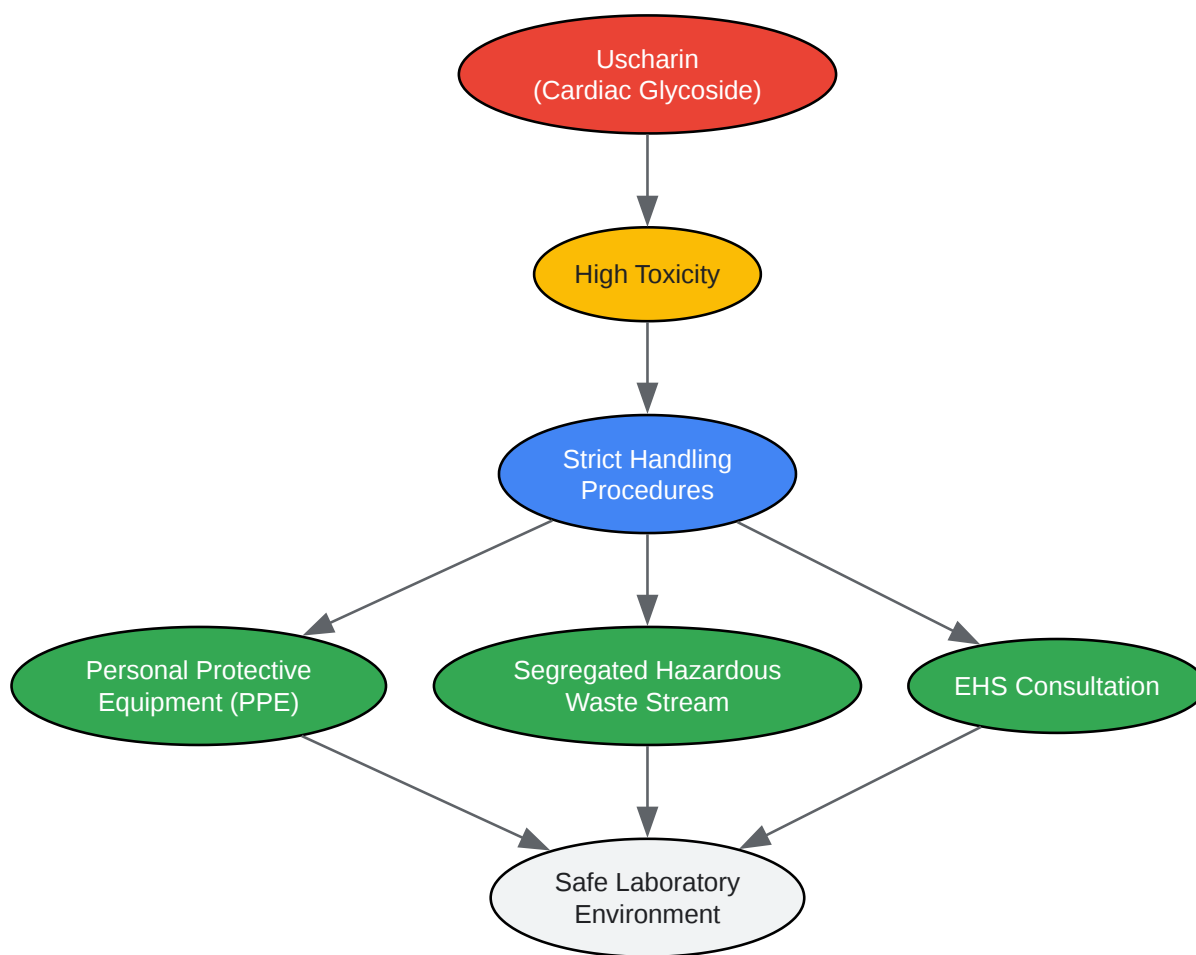 Uscharin
(Cardiac Glycoside)
High Toxicity
Strict Handling
Procedures
Personal Protective
Equipment (PPE)
Segregated Hazardous
Waste Stream
EHS Consultation
Safe Laboratory
Environment